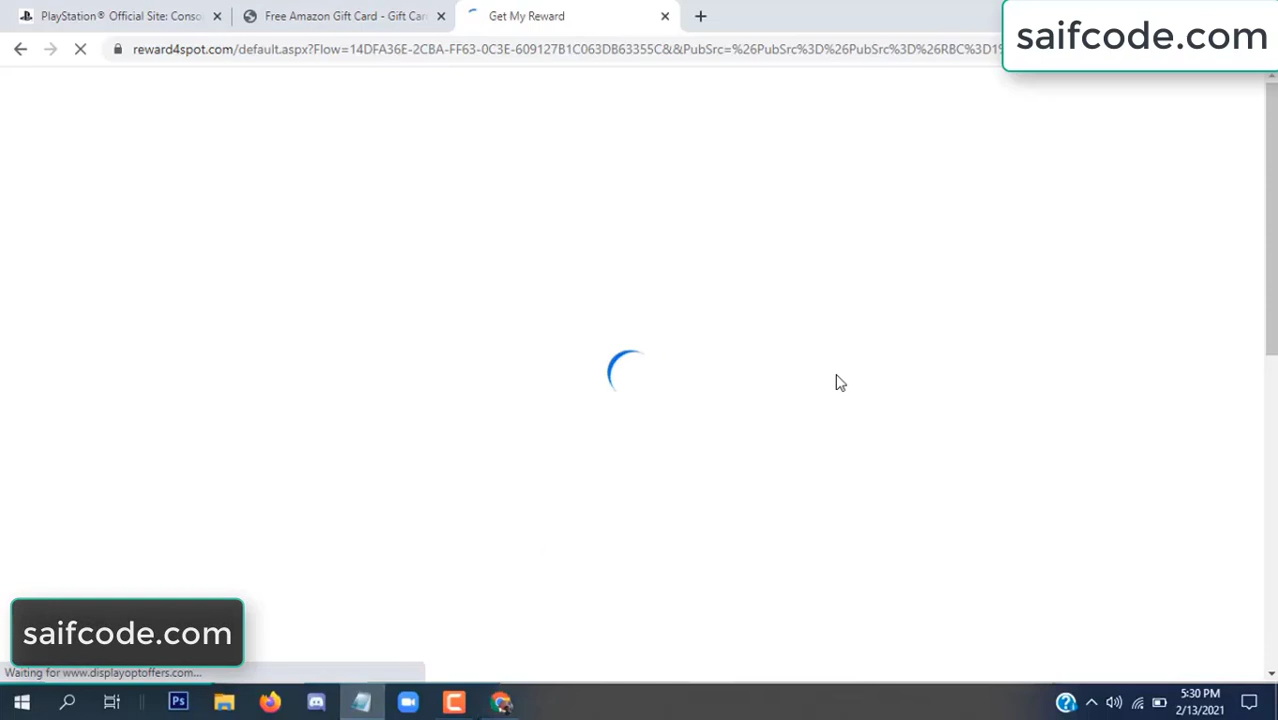 PlayStation® Official Site: Conso
Free Amazon Gift Card - Gift Car
Get My Reward
saifcode.com
reward4spot.com/default.aspx?Flow=14DFA36E-2CBA-FF63-0C3E-609127B1C063DB63355C&&PubSrc=%26PubSrc%3D%26PubSrc%3D%26RBC%3D1%
saifcode.com
Waiting for www.displayoptoffers.com...
Ps
5:30 PM
2/13/2021